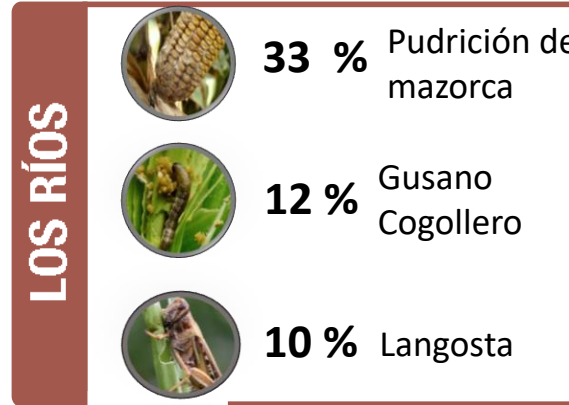 LOS RÍOS
33 % Pudrición de
mazorca
12 % Gusano
Cogollero
10 % Langosta